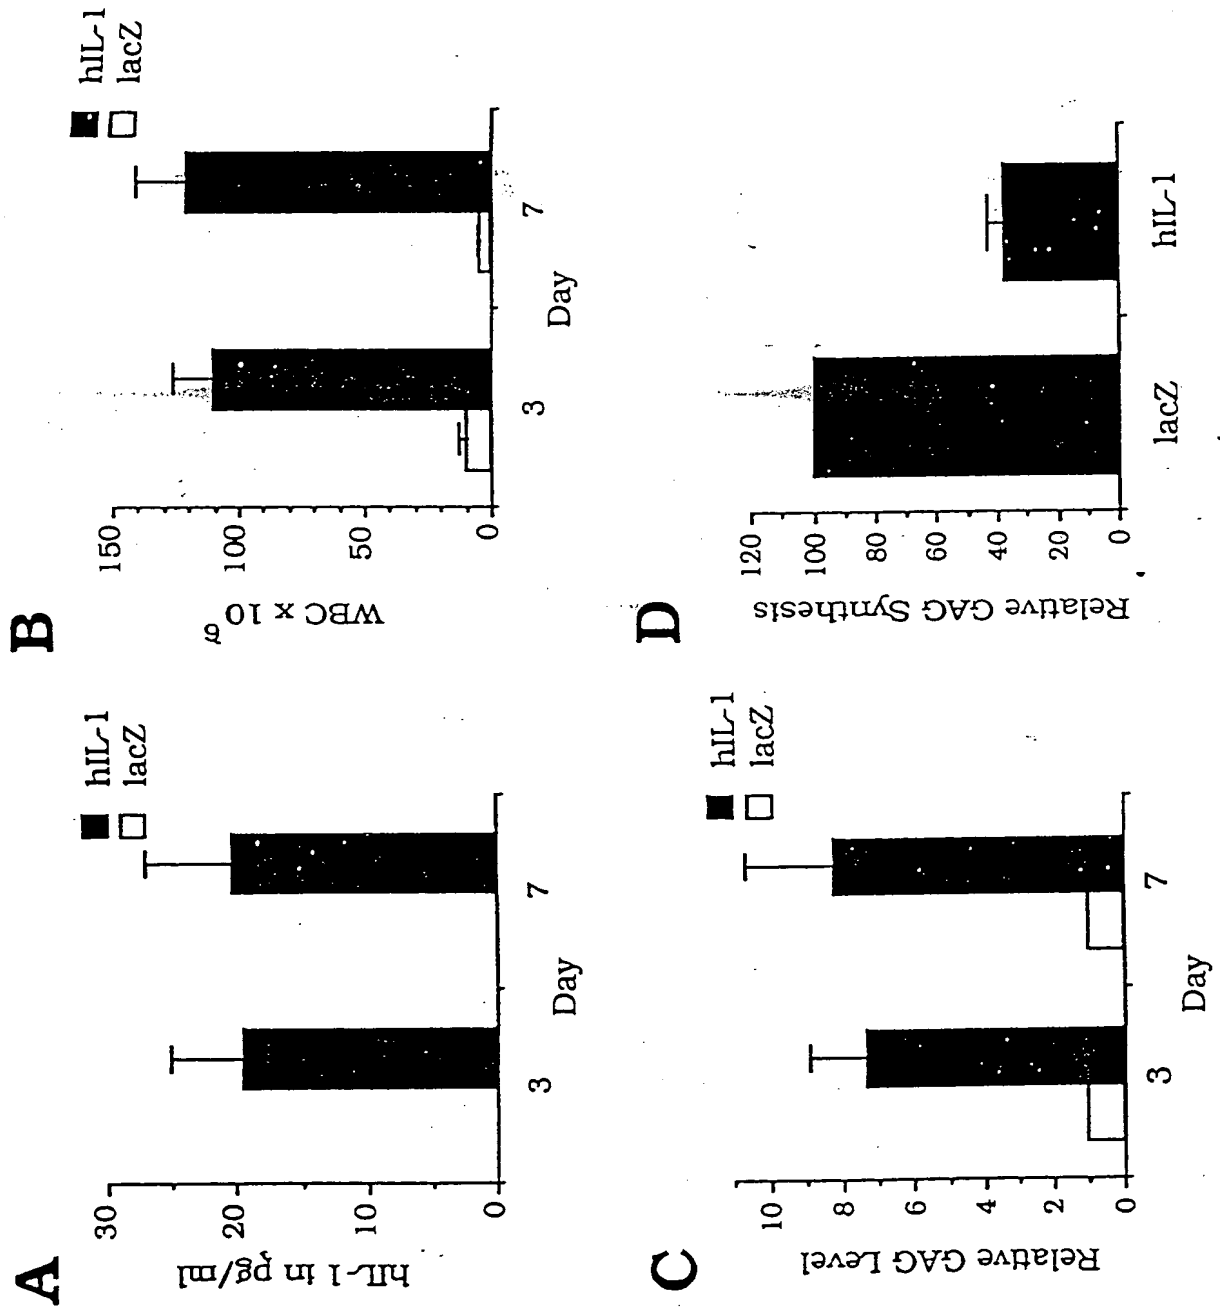 A
hIL-1
lacZ
hIL-1 in pg/ml
30
20
10
0
3
7
Day
B
hIL-1
lacZ
WBC x 10⁶
150
100
50
0
3
7
Day
C
hIL-1
lacZ
Relative GAG Level
10
8
6
4
2
0
3
7
Day
D
Relative GAG Synthesis
120
100
80
60
40
20
0
lacZ
hIL-1